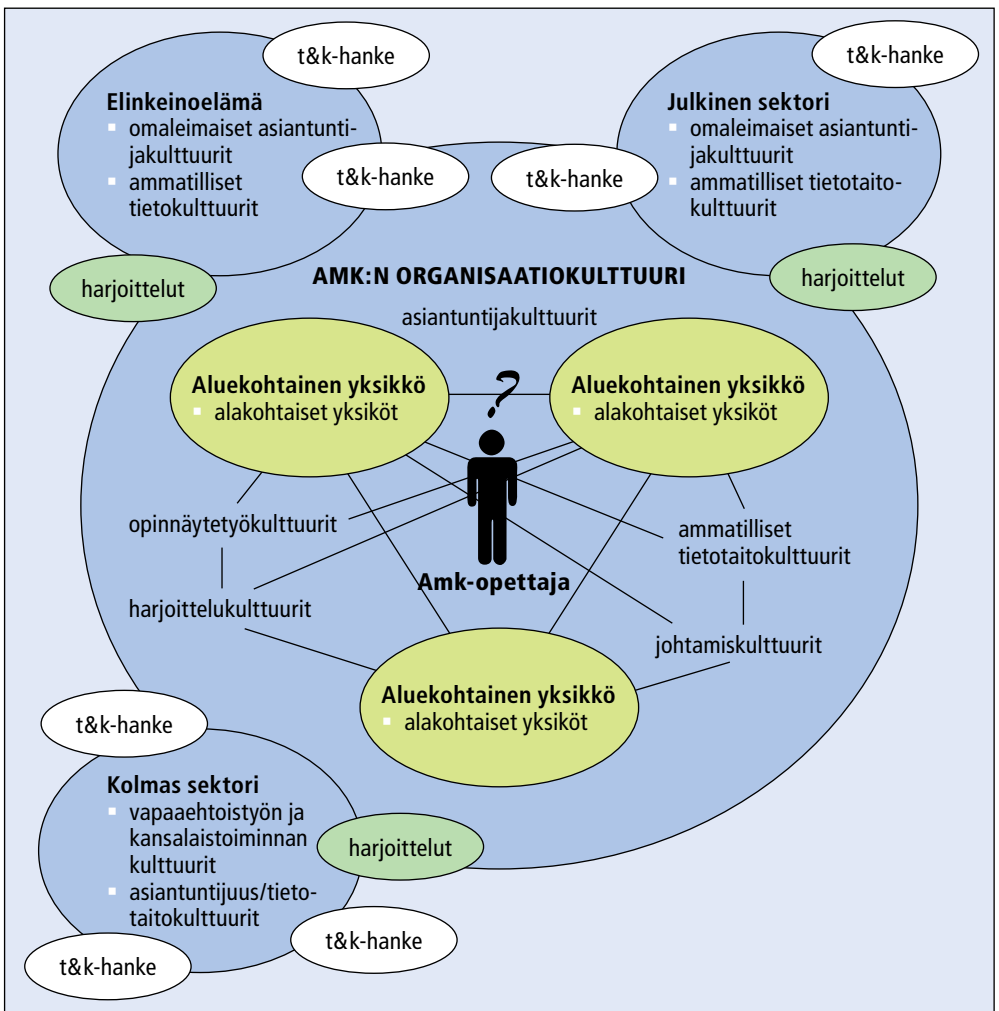 t&k-hanke
Elinkeinoelämä
▪ omaleimaiset asiantunti-
jakulttuurit
▪ ammatilliset
tietokulttuurit
t&k-hanke
harjoittelut
t&k-hanke
Julkinen sektori
▪ omaleimaiset asiantunti-
jakulttuurit
▪ ammatilliset tietotaito-
kulttuurit
t&k-hanke
harjoittelut
AMK:N ORGANISAATIOKULTTUURI
asiantuntijakulttuurit
Aluekohtainen yksikkö
▪ alakohtaiset yksiköt
?
Aluekohtainen yksikkö
▪ alakohtaiset yksiköt
opinnäytetyökulttuurit
harjoittelukulttuurit
Amk-opettaja
ammatilliset
tietotaitokulttuurit
johtamiskulttuurit
Aluekohtainen yksikkö
▪ alakohtaiset yksiköt
t&k-hanke
Kolmas sektori
▪ vapaaehtoistyön ja
kansalaistoiminnan
kulttuurit
▪ asiantuntijuus/tieto-
taitokulttuurit
harjoittelut
t&k-hanke
t&k-hanke